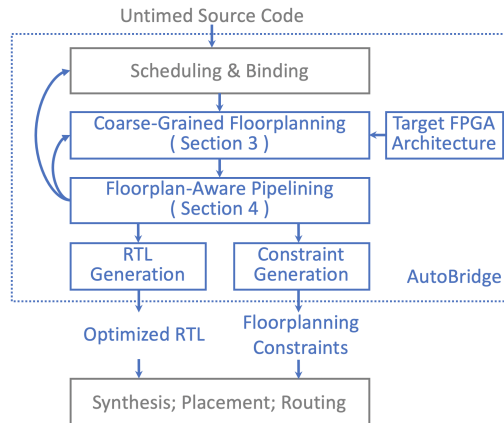 Untimed Source Code
Scheduling & Binding
Coarse-Grained Floorplanning
( Section 3 )
Target FPGA
Architecture
Floorplan-Aware Pipelining
( Section 4 )
RTL
Generation
Constraint
Generation
AutoBridge
Optimized RTL
Floorplanning
Constraints
Synthesis; Placement; Routing